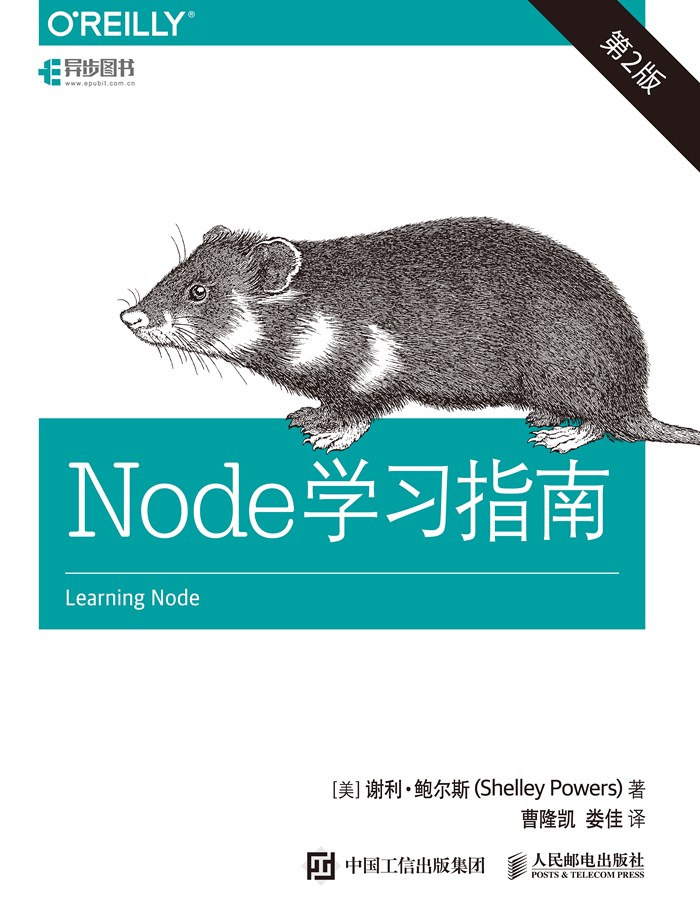 O'REILLY®
异步图书
www.epubit.com.cn
第2版
Node学习指南
Learning Node
[美] 谢利·鲍尔斯 (Shelley Powers) 著
曹隆凯 娄佳 译
中国工信出版集团 人民邮电出版社
POSTS & TELECOM PRESS